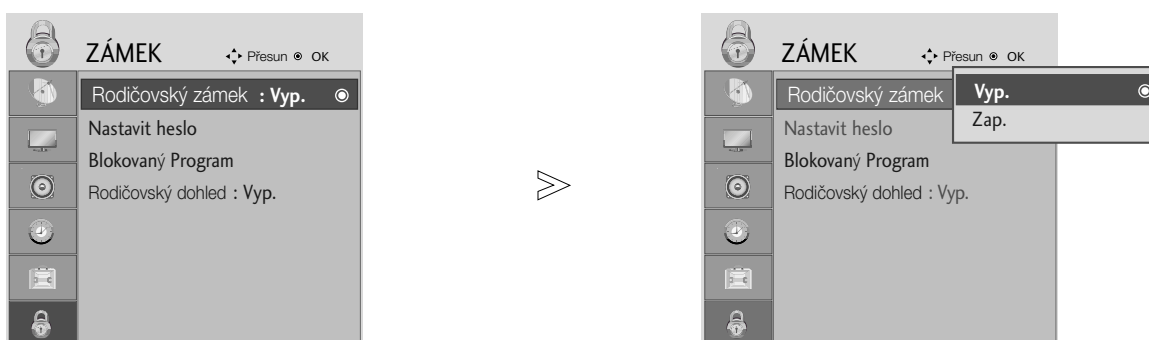 ZÁMEK Přesun OK
Rodičovský zámek : Vyp.
Nastavit heslo
Blokovaný Program
Rodičovský dohled : Vyp.
ZÁMEK Přesun OK
Rodičovský zámek Vyp.
Zap.
Nastavit heslo
Blokovaný Program
Rodičovský dohled : Vyp.